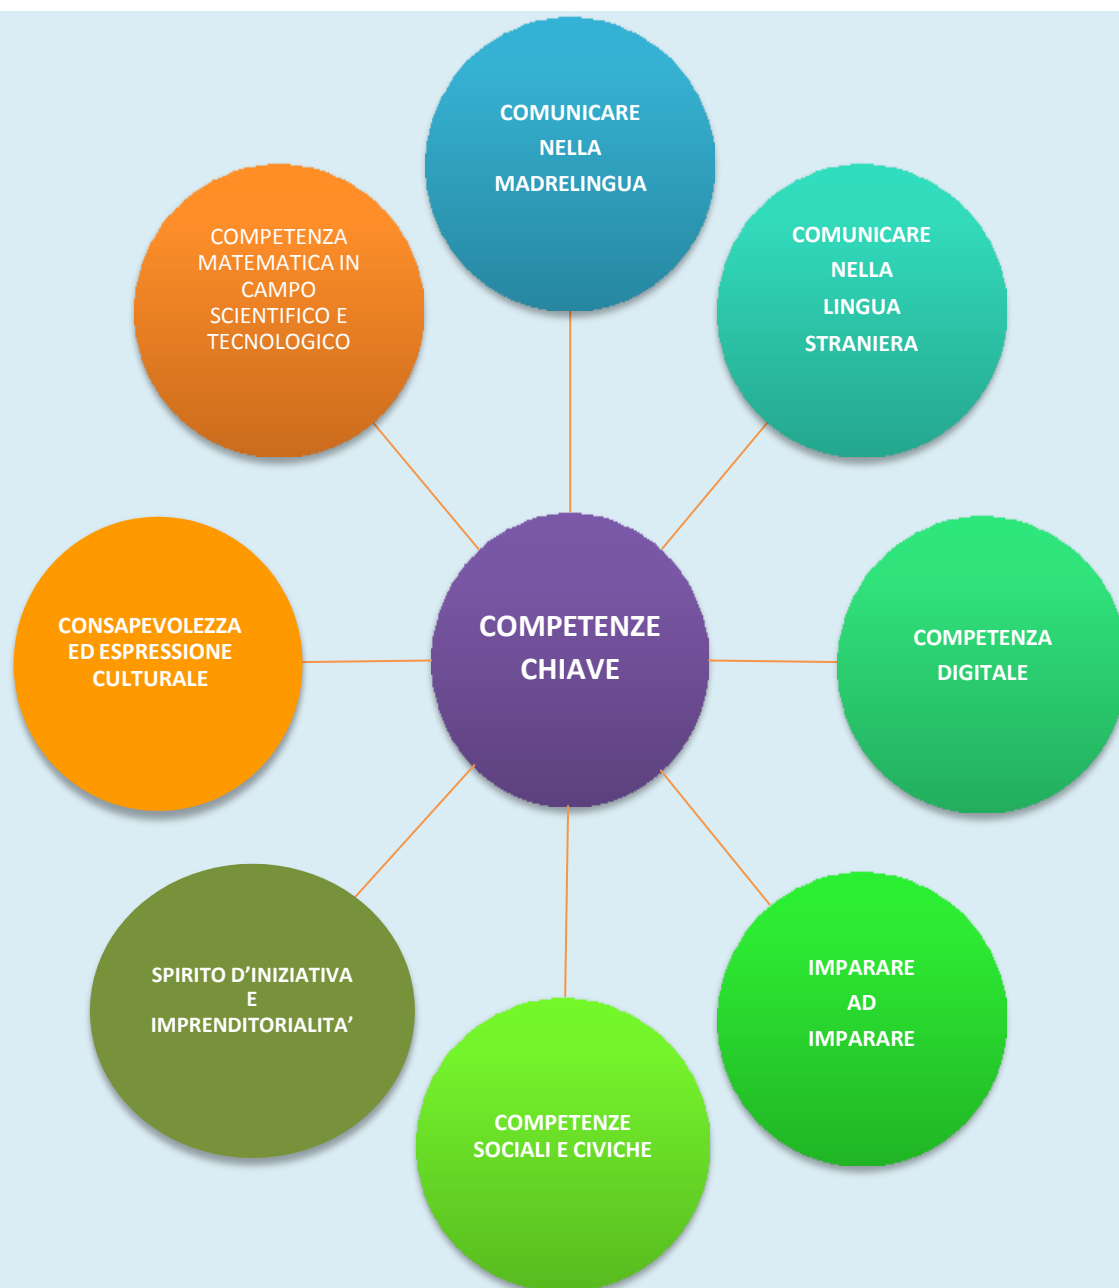 COMUNICARE
NELLA
MADRELINGUA
COMUNICARE
NELLA
LINGUA
STRANIERA
COMPETENZA
DIGITALE
IMPARARE
AD
IMPARARE
COMPETENZE
SOCIALI E CIVICHE
SPIRITO D’INIZIATIVA
E
IMPRENDITORIALITA’
CONSAPEVOLEZZA
ED ESPRESSIONE
CULTURALE
COMPETENZA
MATEMATICA IN
CAMPO
SCIENTIFICO E
TECNOLOGICO
COMPETENZE
CHIAVE